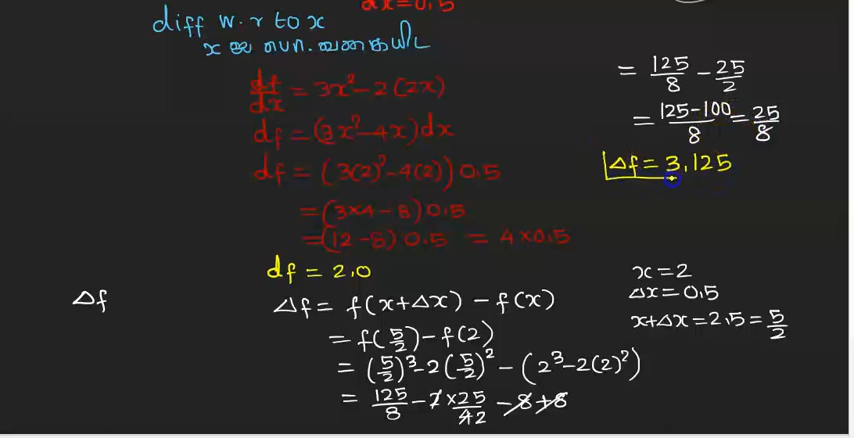 dx = 0.5
diff w.r to x
x ஐ பொ. வகையிட
df/dx = 3x² - 2(2x)
df = (3x² - 4x) dx
df = (3(2)² - 4(2)) 0.5
= (3×4 - 8) 0.5
= (12 - 8) 0.5 = 4 × 0.5
df = 2.0
Δf
Δf = f(x+Δx) - f(x)
= f(5/2) - f(2)
= (5/2)³ - 2(5/2)² - (2³ - 2(2)²)
= 125/8 - 2 × 25/42 - 8 + 8
= 125/8 - 25/2
= 125-100/8 = 25/8
Δf = 3.125
x = 2
Δx = 0.5
x+Δx = 2.5 = 5/2